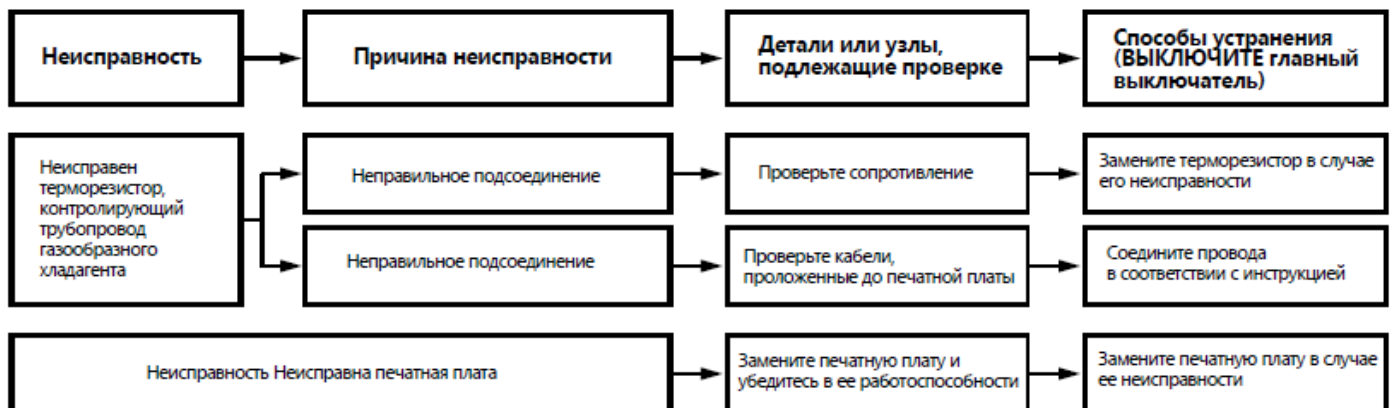 Неисправность
Причина неисправности
Детали или узлы,
подлежащие проверке
Способы устранения
(ВЫКЛЮЧИТЕ главный
выключатель)
Неисправен
терморезистор,
контролирующий
трубопровод
газообразного
хладагента
Неправильное подсоединение
Проверьте сопротивление
Замените терморезистор в случае
его неисправности
Неправильное подсоединение
Проверьте кабели,
проложенные до печатной платы
Соедините провода
в соответствии с инструкцией
Неисправность Неисправна печатная плата
Замените печатную плату и
убедитесь в ее работоспособности
Замените печатную плату в случае
ее неисправности